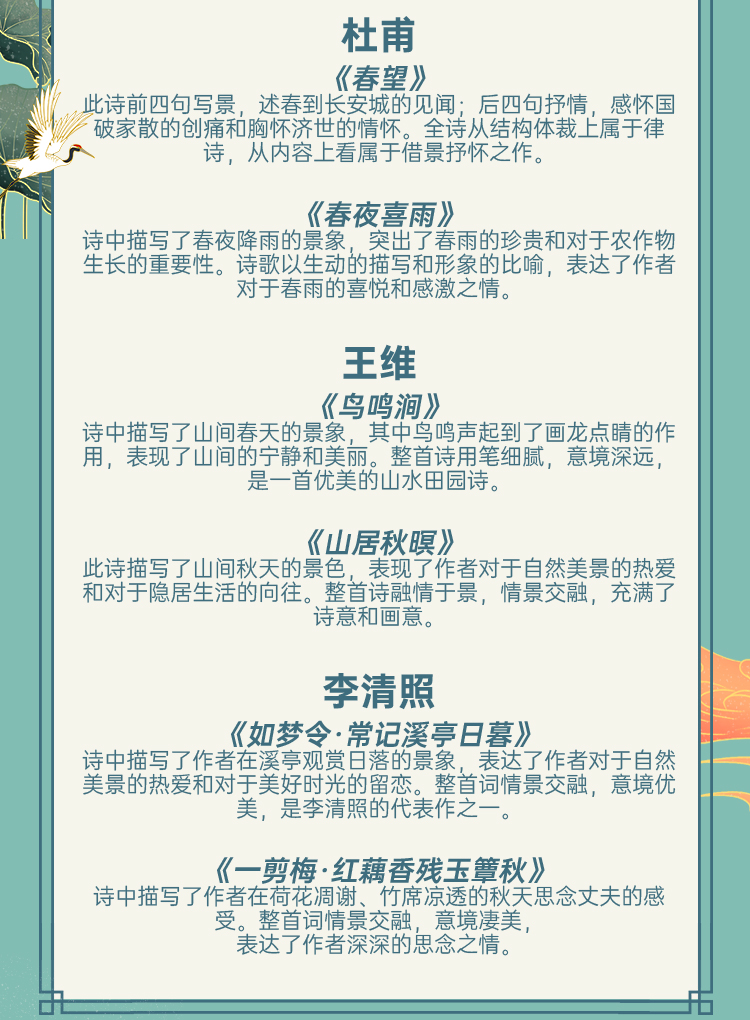 杜甫
《春望》
此诗前四句写景，述春到长安城的见闻；后四句抒情，感怀国
破家散的创痛和胸怀济世的情怀。全诗从结构体裁上属于律
诗，从内容上看属于借景抒怀之作。
《春夜喜雨》
诗中描写了春夜降雨的景象，突出了春雨的珍贵和对于农作物
生长的重要性。诗歌以生动的描写和形象的比喻，表达了作者
对于春雨的喜悦和感激之情。
王维
《鸟鸣涧》
诗中描写了山间春天的景象，其中鸟鸣声起到了画龙点睛的作
用，表现了山间的宁静和美丽。整首诗用笔细腻，意境深远，
是一首优美的山水田园诗。
《山居秋暝》
此诗描写了山间秋天的景色，表现了作者对于自然美景的热爱
和对于隐居生活的向往。整首诗融情于景，情景交融，充满了
诗意和画意。
李清照
《如梦令·常记溪亭日暮》
诗中描写了作者在溪亭观赏日落的景象，表达了作者对于自然
美景的热爱和对于美好时光的留恋。整首词情景交融，意境优
美，是李清照的代表作之一。
《一剪梅·红藕香残玉簟秋》
诗中描写了作者在荷花凋谢、竹席凉透的秋天思念丈夫的感
受。整首词情景交融，意境凄美，
表达了作者深深的思念之情。